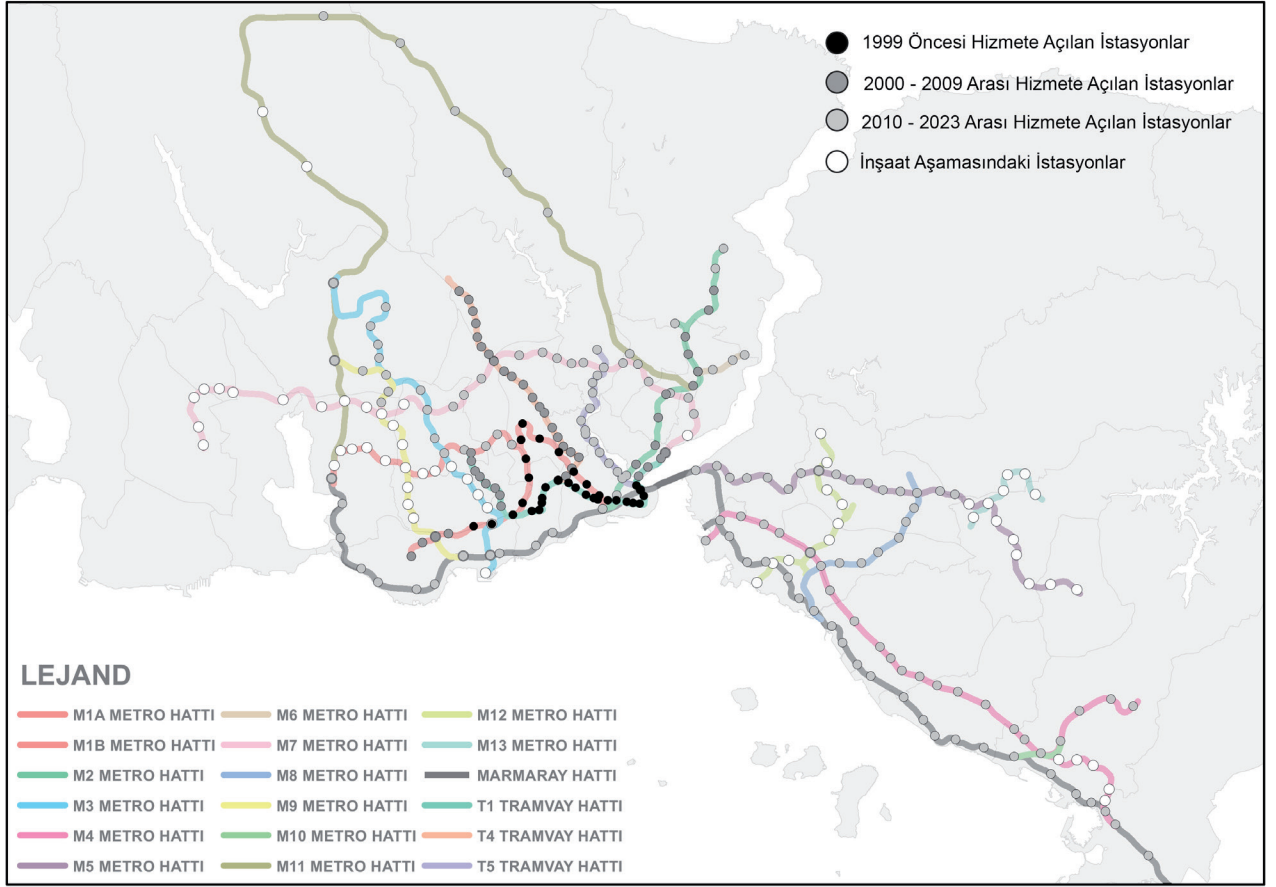 1999 Öncesi Hizmete Açılan İstasyonlar
2000 - 2009 Arası Hizmete Açılan İstasyonlar
2010 - 2023 Arası Hizmete Açılan İstasyonlar
İnşaat Aşamasındaki İstasyonlar
LEJAND
M1A METRO HATTI
M1B METRO HATTI
M2 METRO HATTI
M3 METRO HATTI
M4 METRO HATTI
M5 METRO HATTI
M6 METRO HATTI
M7 METRO HATTI
M8 METRO HATTI
M9 METRO HATTI
M10 METRO HATTI
M11 METRO HATTI
M12 METRO HATTI
M13 METRO HATTI
MARMARAY HATTI
T1 TRAMVAY HATTI
T4 TRAMVAY HATTI
T5 TRAMVAY HATTI